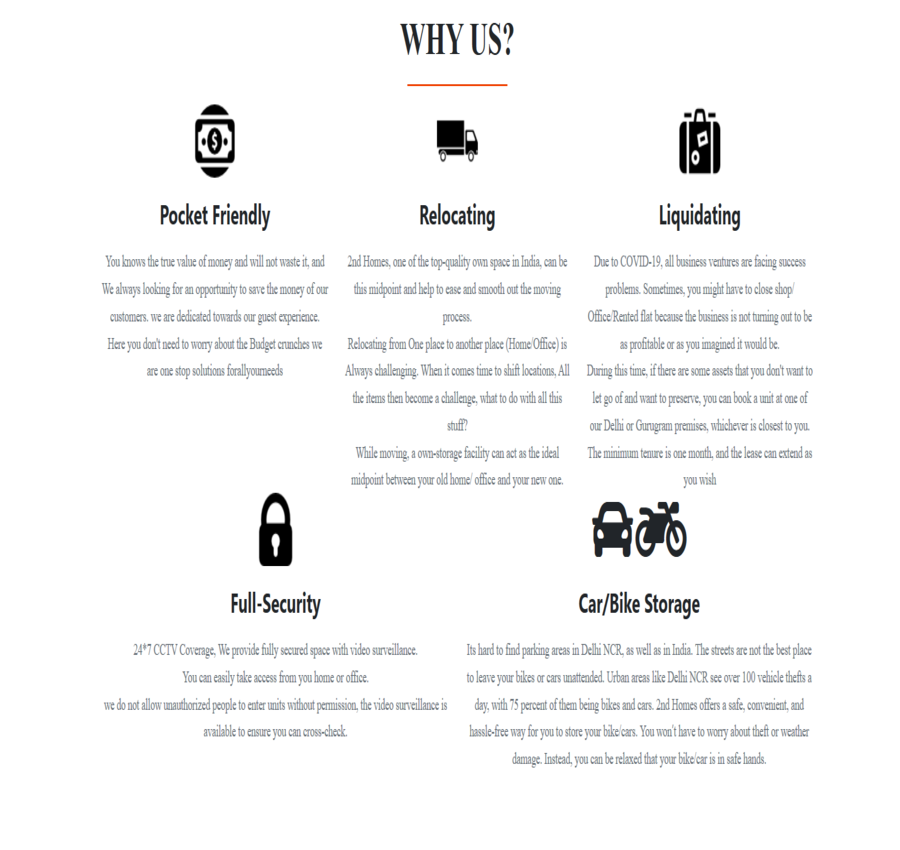 WHY US?
Pocket Friendly
You knows the true value of money and will not waste it, and
We always looking for an opportunity to save the money of our
customers. we are dedicated towards our guest experience.
Here you don't need to worry about the Budget crunches we
are one stop solutions forallyourneeds
Relocating
2nd Homes, one of the top-quality own space in India, can be
this midpoint and help to ease and smooth out the moving
process.
Relocating from One place to another place (Home/Office) is
Always challenging. When it comes time to shift locations, All
the items then become a challenge, what to do with all this
stuff?
While moving, a own-storage facility can act as the ideal
midpoint between your old home/ office and your new one.
Liquidating
Due to COVID-19, all business ventures are facing success
problems. Sometimes, you might have to close shop/
Office/Rented flat because the business is not turning out to be
as profitable or as you imagined it would be.
During this time, if there are some assets that you don't want to
let go of and want to preserve, you can book a unit at one of
our Delhi or Gurugram premises, whichever is closest to you.
The minimum tenure is one month, and the lease can extend as
you wish
Full-Security
24*7 CCTV Coverage, We provide fully secured space with video surveillance.
You can easily take access from you home or office.
we do not allow unauthorized people to enter units without permission, the video surveillance is
available to ensure you can cross-check.
Car/Bike Storage
Its hard to find parking areas in Delhi NCR, as well as in India. The streets are not the best place
to leave your bikes or cars unattended. Urban areas like Delhi NCR see over 100 vehicle thefts a
day, with 75 percent of them being bikes and cars. 2nd Homes offers a safe, convenient, and
hassle-free way for you to store your bike/cars. You won't have to worry about theft or weather
damage. Instead, you can be relaxed that your bike/car is in safe hands.